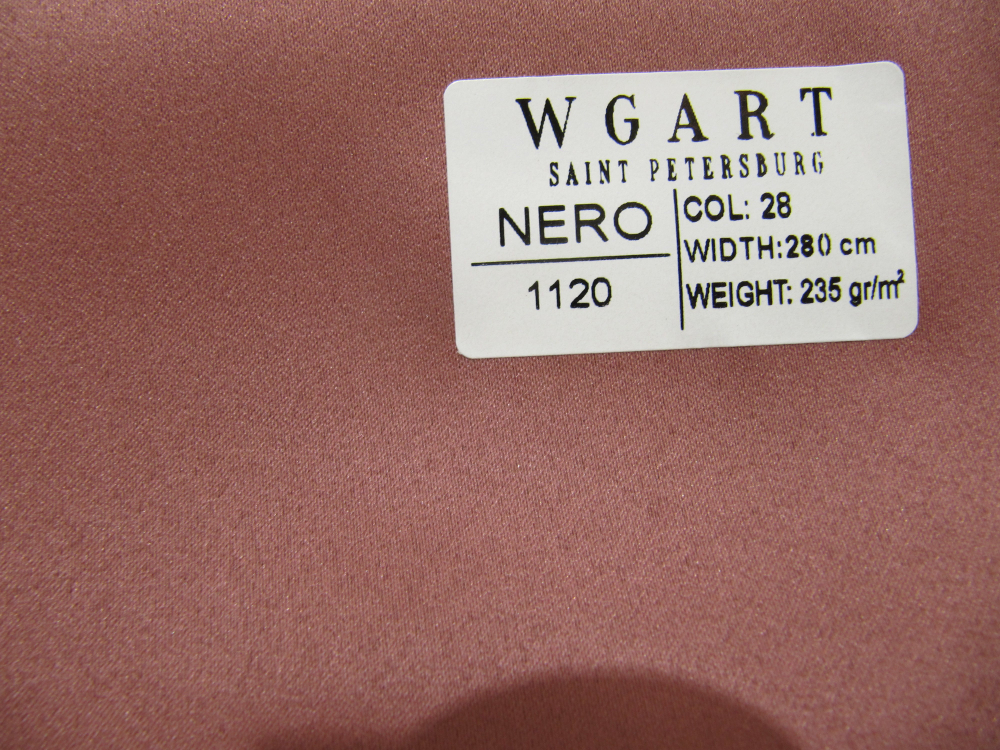 WGART
SAINT PETERSBURG
NERO
1120
COL: 28
WIDTH:280 cm
WEIGHT: 235 gr/m²